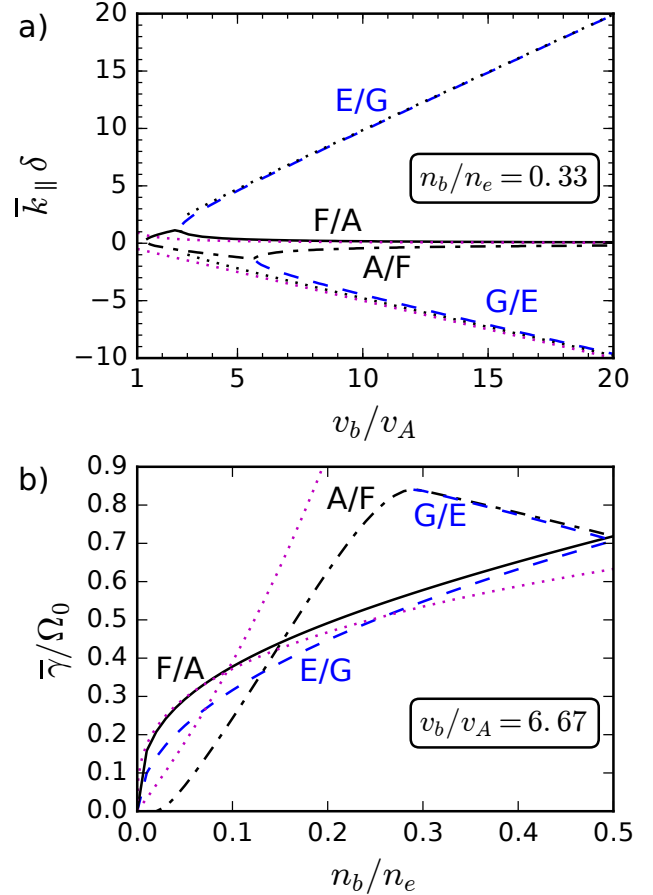 a)
20
15
10
5
0
−5
−10
k̄∥δ
E/G
n_b/n_e = 0.33
F/A
A/F
G/E
1 5 10 15 20
v_b/v_A
b)
0.9
0.8
0.7
0.6
0.5
0.4
0.3
0.2
0.1
0.0
γ̄/Ω₀
A/F
G/E
F/A
E/G
v_b/v_A = 6.67
0.0 0.1 0.2 0.3 0.4 0.5
n_b/n_e